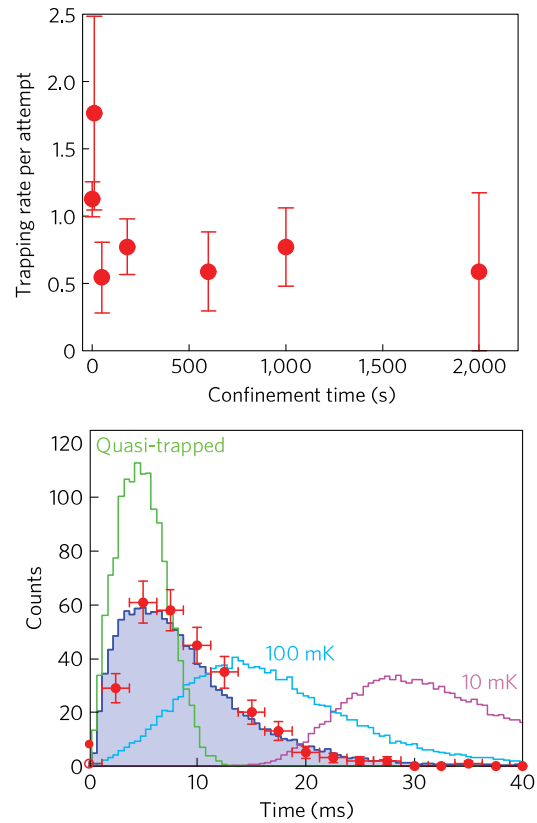 2.5
2.0
1.5
1.0
0.5
0
Trapping rate per attempt
0 500 1,000 1,500 2,000
Confinement time (s)
120
100
80
60
40
20
0
Counts
Quasi-trapped
100 mK
10 mK
0 10 20 30 40
Time (ms)